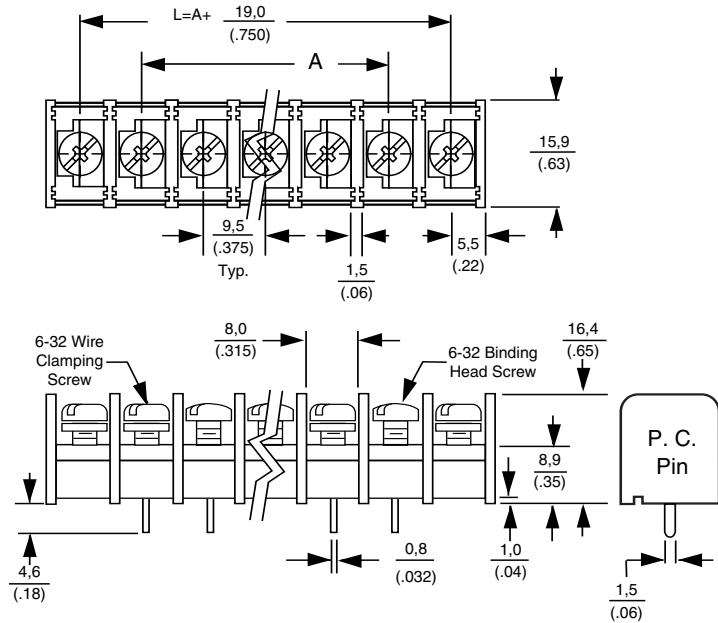 L=A+ 19,0
(.750)
A
15,9
(.63)
9,5
(.375)
Typ.
1,5
(.06)
5,5
(.22)
6-32 Wire
Clamping
Screw
8,0
(.315)
6-32 Binding
Head Screw
16,4
(.65)
8,9
(.35)
P. C.
Pin
4,6
(.18)
0,8
(.032)
1,0
(.04)
1,5
(.06)